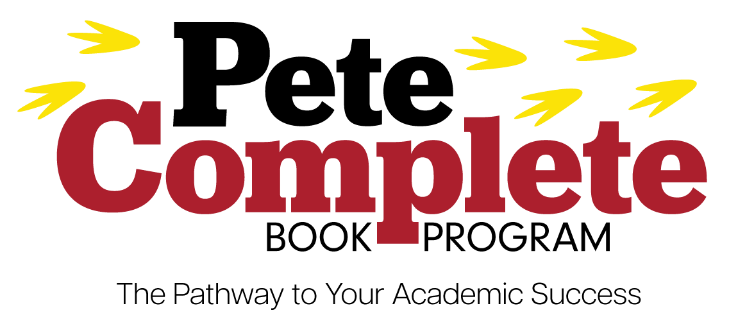 Pete
Complete
BOOK PROGRAM
The Pathway to Your Academic Success